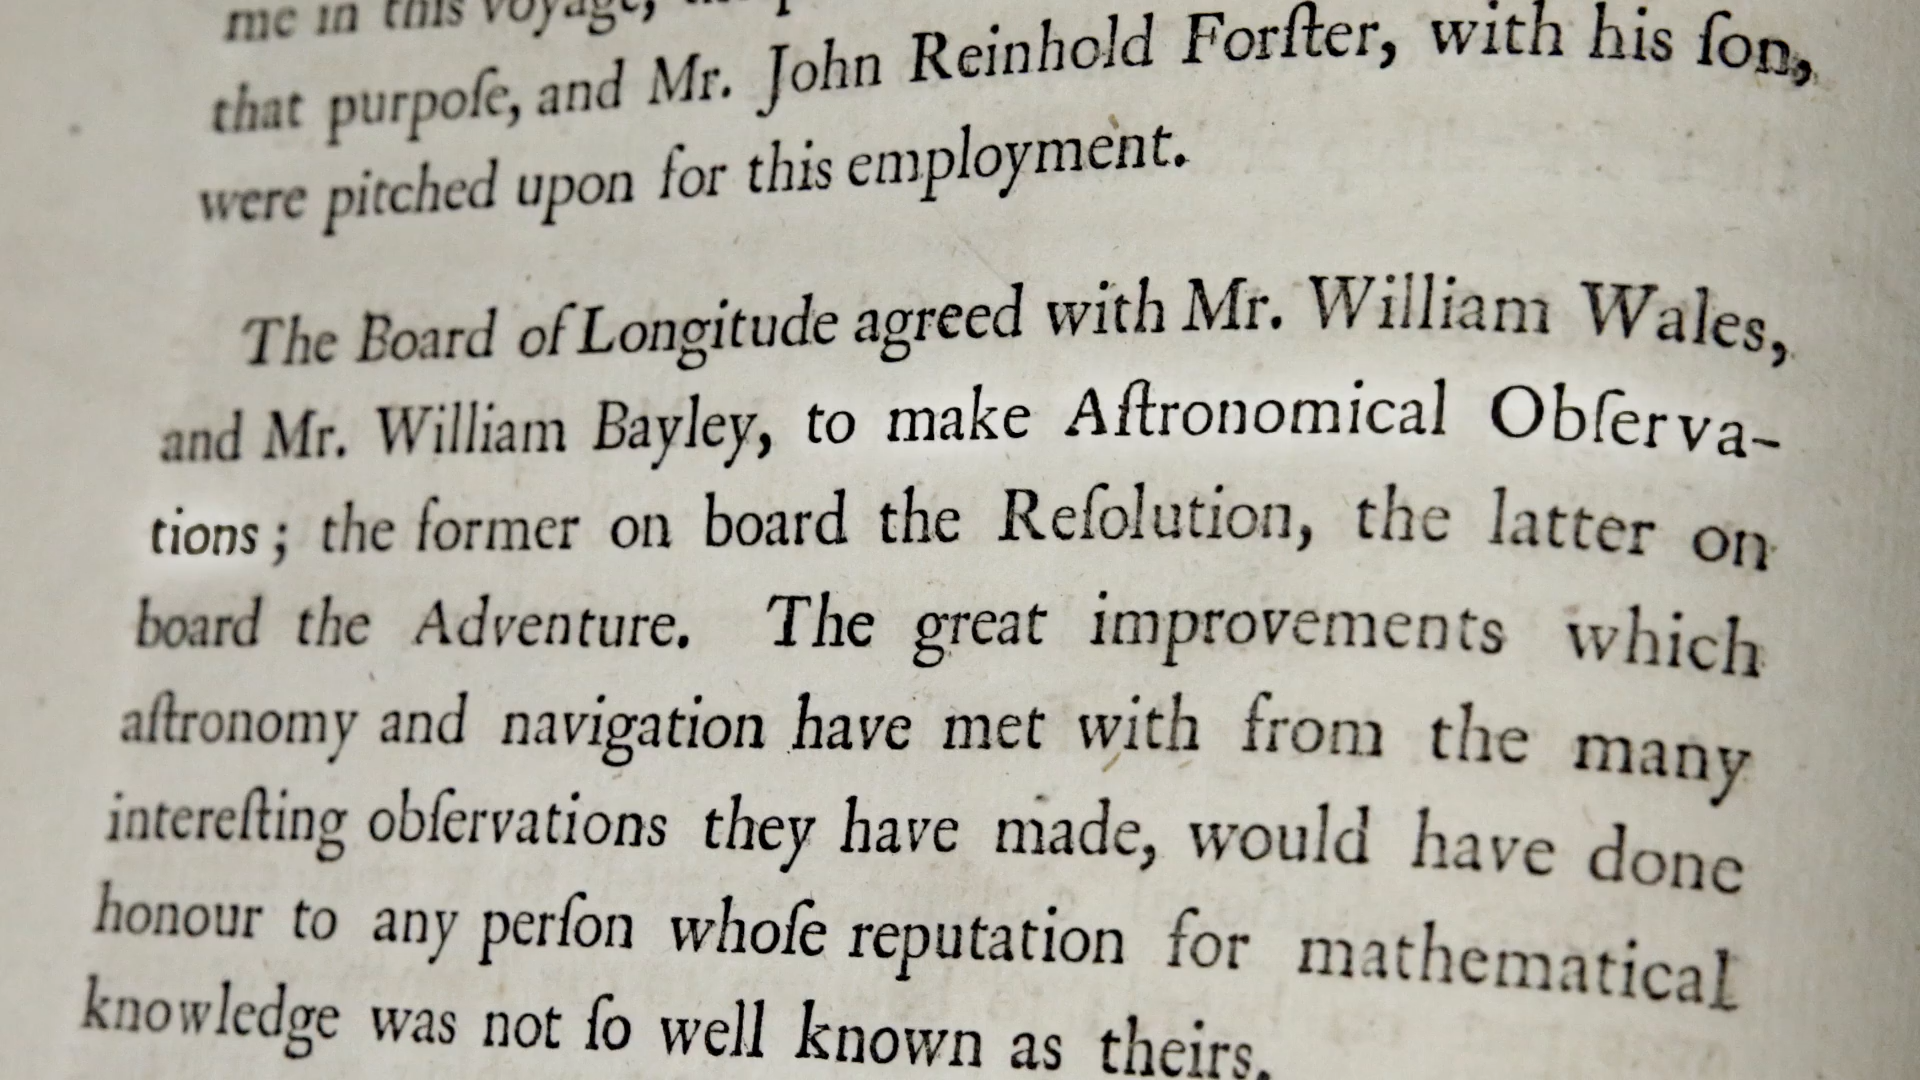 me in this voyage,
that purpoſe, and Mr. John Reinhold Forſter, with his ſon,
were pitched upon for this employment.
The Board of Longitude agreed with Mr. William Wales,
and Mr. William Bayley, to make Aſtronomical Obſerva-
tions; the former on board the Reſolution, the latter on
board the Adventure. The great improvements which
aſtronomy and navigation have met with from the many
intereſting obſervations they have made, would have done
honour to any perſon whoſe reputation for mathematical
knowledge was not ſo well known as theirs.